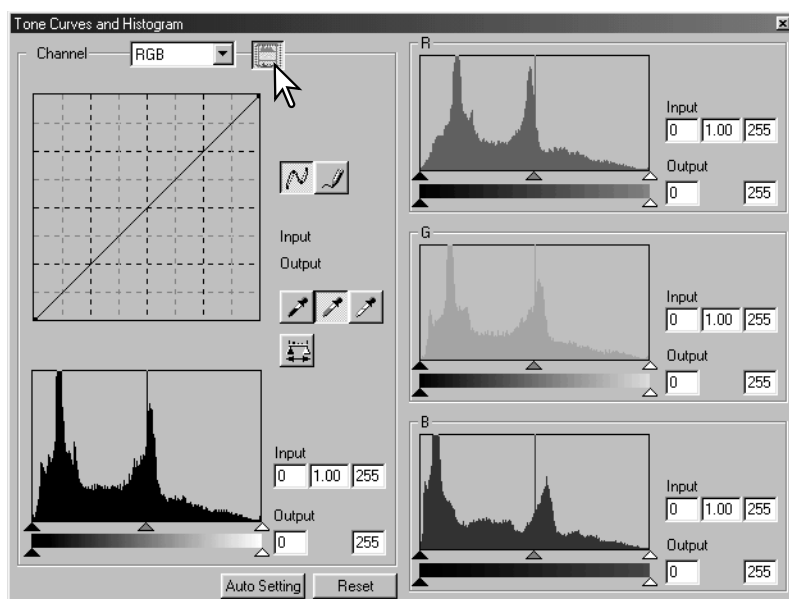 Tone Curves and Histogram
Channel
RGB
Input
Output
Input
0 1.00 255
Output
0 255
Auto Setting
Reset
R
Input
0 1.00 255
Output
0 255
G
Input
0 1.00 255
Output
0 255
B
Input
0 1.00 255
Output
0 255